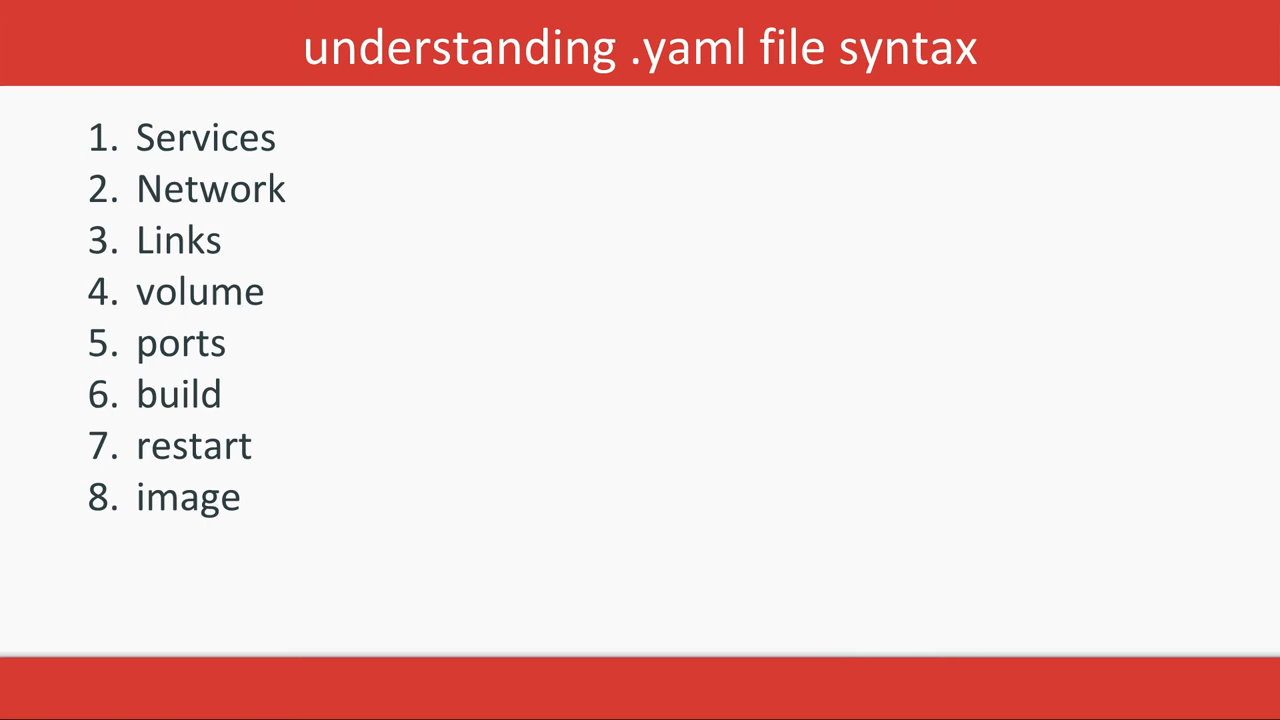 understanding .yaml file syntax
1. Services
2. Network
3. Links
4. volume
5. ports
6. build
7. restart
8. image